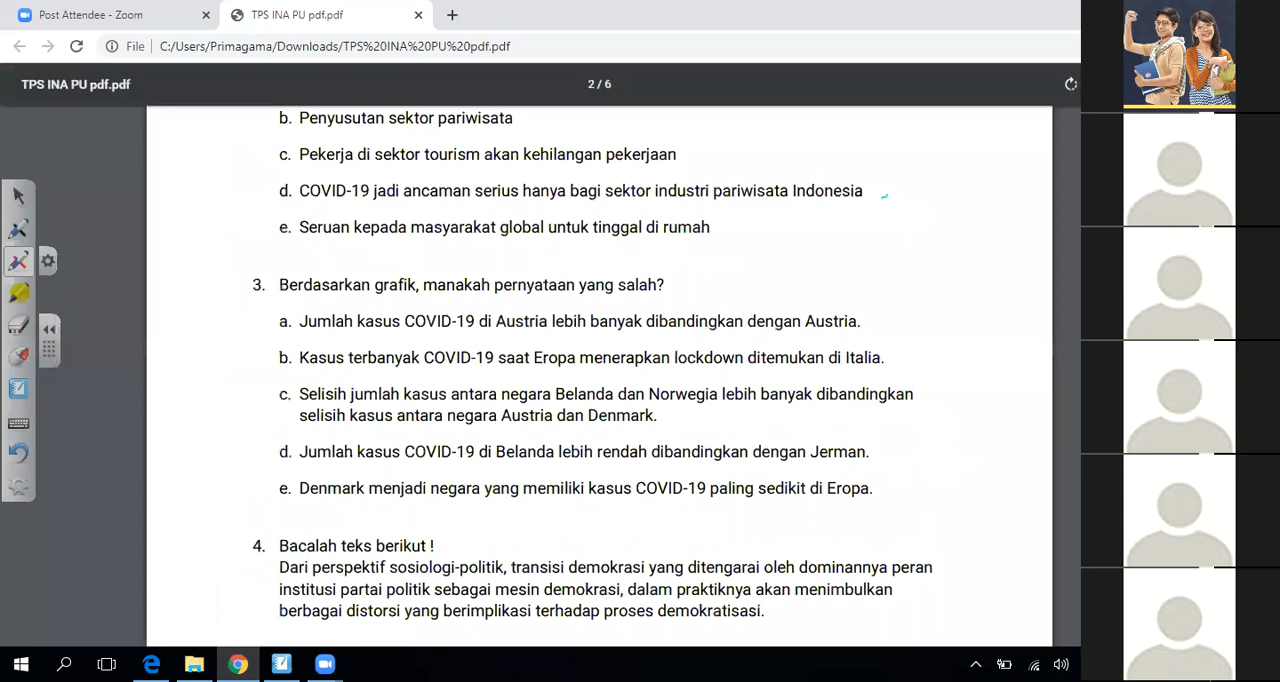 Post Attendee - Zoom
TPS INA PU pdf.pdf
File
C:/Users/Primagama/Downloads/TPS%20INA%20PU%20pdf.pdf
TPS INA PU pdf.pdf
2 / 6
b. Penyusutan sektor pariwisata
c. Pekerja di sektor tourism akan kehilangan pekerjaan
d. COVID-19 jadi ancaman serius hanya bagi sektor industri pariwisata Indonesia
e. Seruan kepada masyarakat global untuk tinggal di rumah
3. Berdasarkan grafik, manakah pernyataan yang salah?
a. Jumlah kasus COVID-19 di Austria lebih banyak dibandingkan dengan Austria.
b. Kasus terbanyak COVID-19 saat Eropa menerapkan lockdown ditemukan di Italia.
c. Selisih jumlah kasus antara negara Belanda dan Norwegia lebih banyak dibandingkan
selisih kasus antara negara Austria dan Denmark.
d. Jumlah kasus COVID-19 di Belanda lebih rendah dibandingkan dengan Jerman.
e. Denmark menjadi negara yang memiliki kasus COVID-19 paling sedikit di Eropa.
4. Bacalah teks berikut !
Dari perspektif sosiologi-politik, transisi demokrasi yang ditengarai oleh dominannya peran
institusi partai politik sebagai mesin demokrasi, dalam praktiknya akan menimbulkan
berbagai distorsi yang berimplikasi terhadap proses demokratisasi.